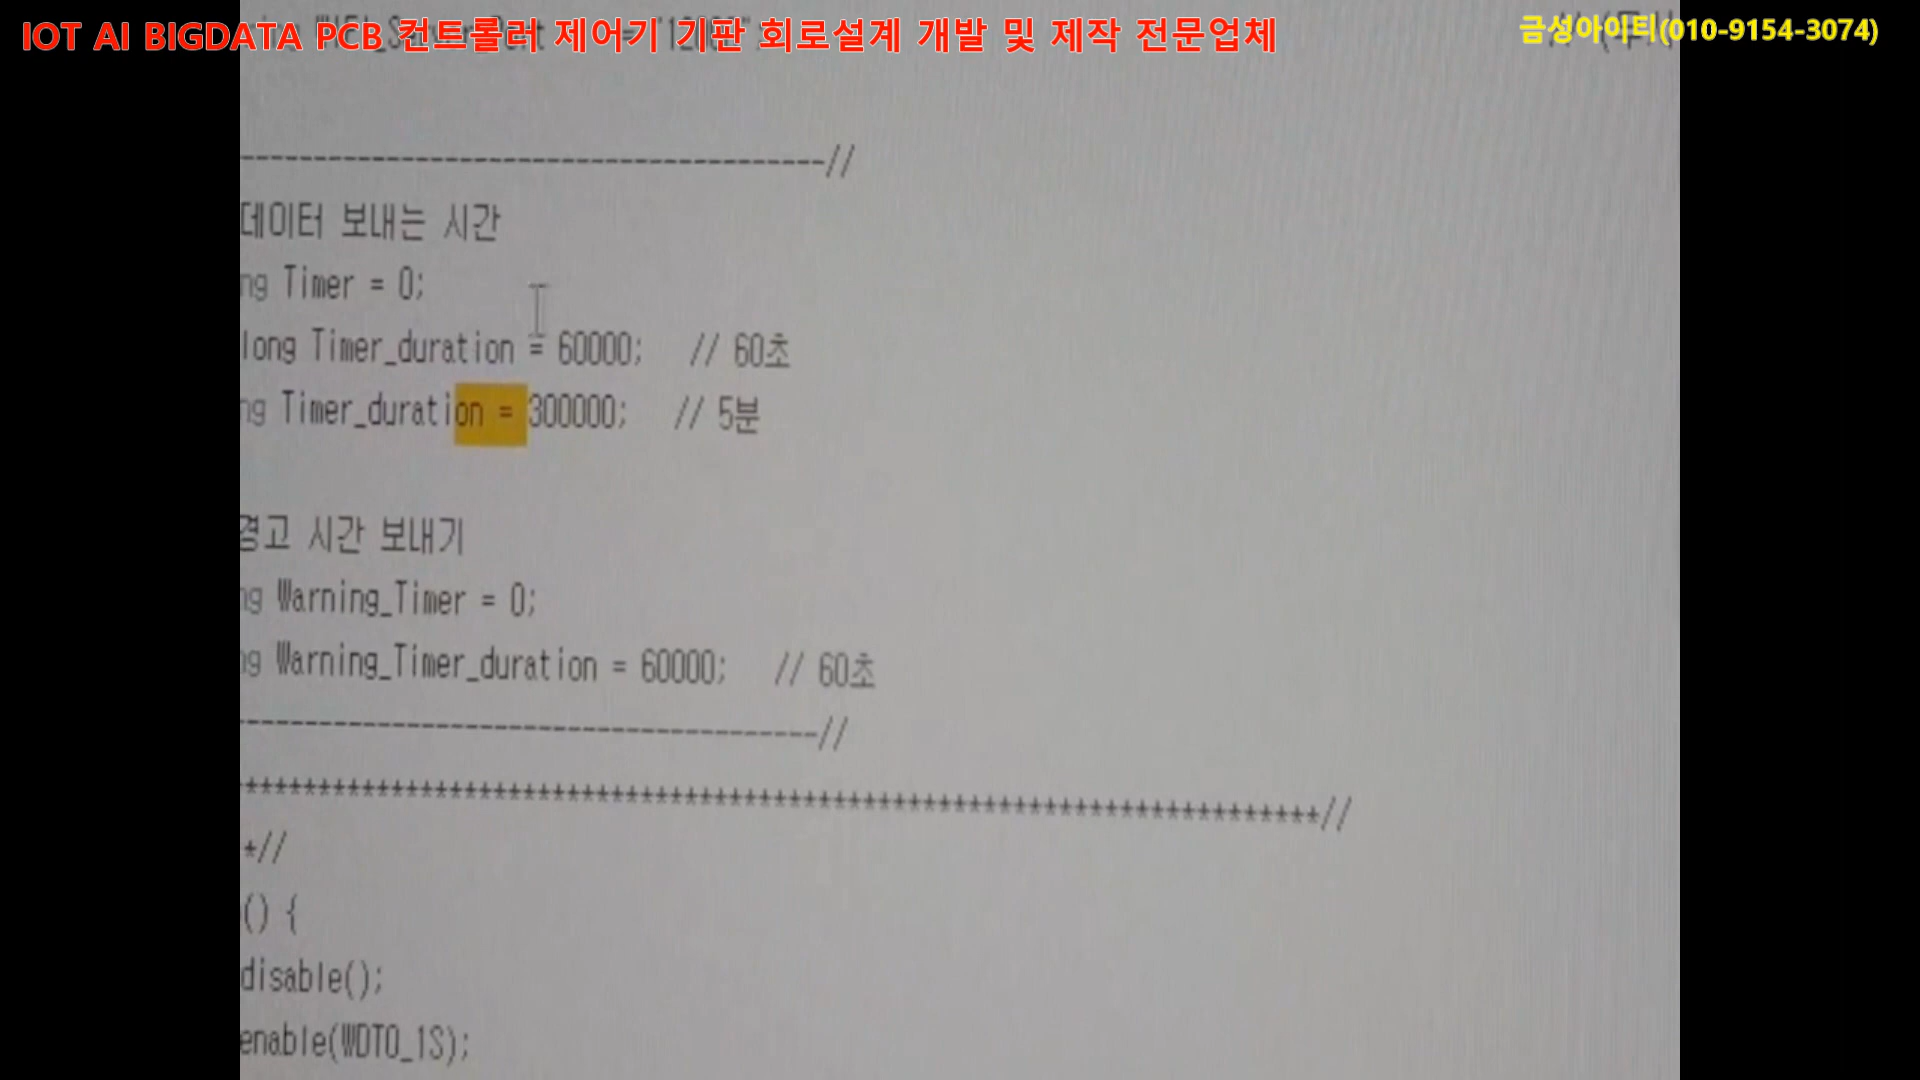 IOT AI BIGDATA PCB 컨트롤러 제어기 기판 회로설계 개발 및 제작 전문업체
금성아이티(010-9154-3074)
----------------------------------------//
데이터 보내는 시간
ng Timer = 0;
long Timer_duration = 60000; // 60초
ng Timer_duration = 300000; // 5분
경고 시간 보내기
ng Warning_Timer = 0;
ng Warning_Timer_duration = 60000; // 60초
----------------------------------------//
**************************************************************************//
*//
() {
disable();
enable(WDTO_1S);